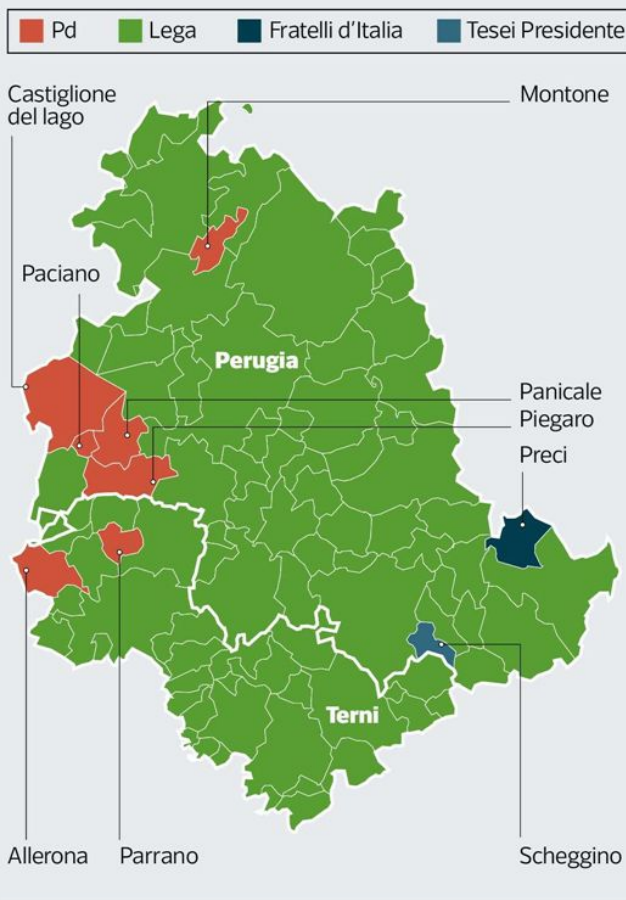 Pd Lega Fratelli d'Italia Tesei Presidente
Castiglione
del lago
Montone
Paciano
Perugia
Panicale
Piegaro
Preci
Terni
Allerona
Parrano
Scheggino